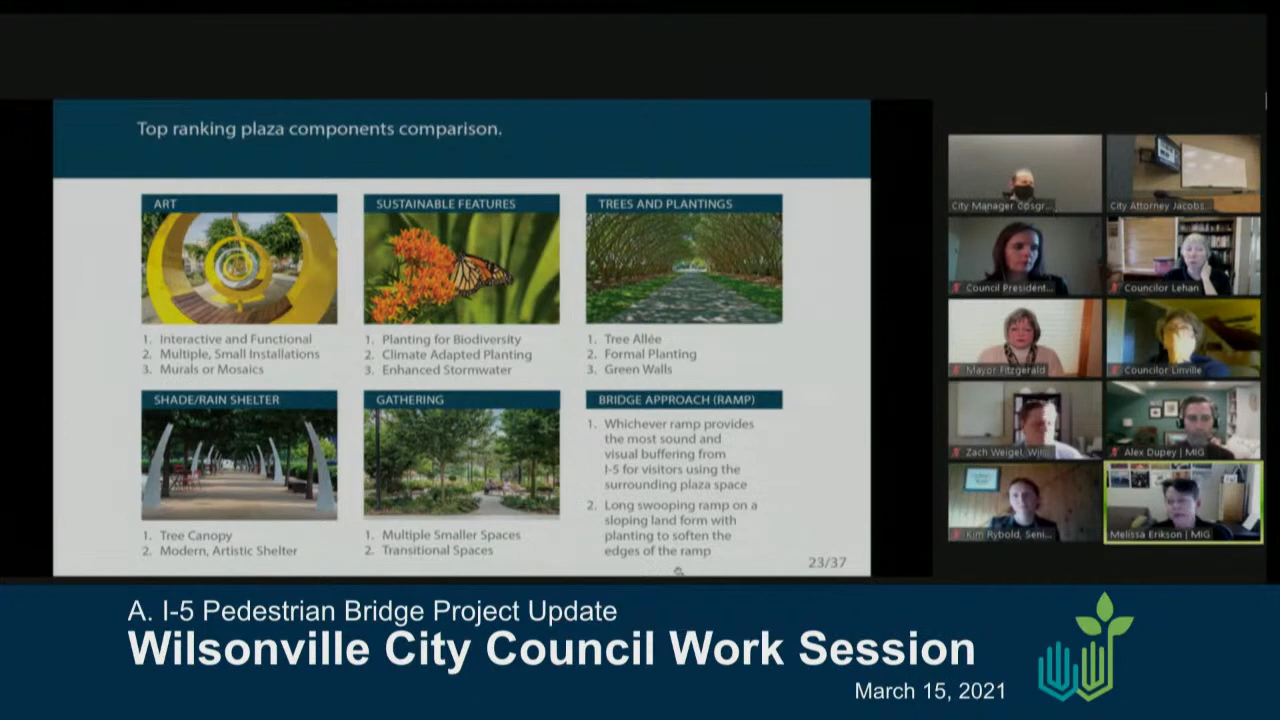 Top ranking plaza components comparison.
ART
1. Interactive and Functional
2. Multiple, Small Installations
3. Murals or Mosaics
SUSTAINABLE FEATURES
1. Planting for Biodiversity
2. Climate Adapted Planting
3. Enhanced Stormwater
TREES AND PLANTINGS
1. Tree Allée
2. Formal Planting
3. Green Walls
SHADE/RAIN SHELTER
1. Tree Canopy
2. Modern, Artistic Shelter
GATHERING
1. Multiple Smaller Spaces
2. Transitional Spaces
BRIDGE APPROACH (RAMP)
1. Whichever ramp provides
the most sound and
visual buffering from
I-5 for visitors using the
surrounding plaza space
2. Long swooping ramp on a
sloping land form with
planting to soften the
edges of the ramp
23/37
City Manager Cosgr...
City Attorney Jacobs...
Council President...
Councilor Lehan
Mayor Fitzgerald
Councilor Linville
Zach Weigel,
Alex Dupey | MIG
Kim Rybold, Seni...
Melissa Erikson | MIG
A. I-5 Pedestrian Bridge Project Update
Wilsonville City Council Work Session
March 15, 2021